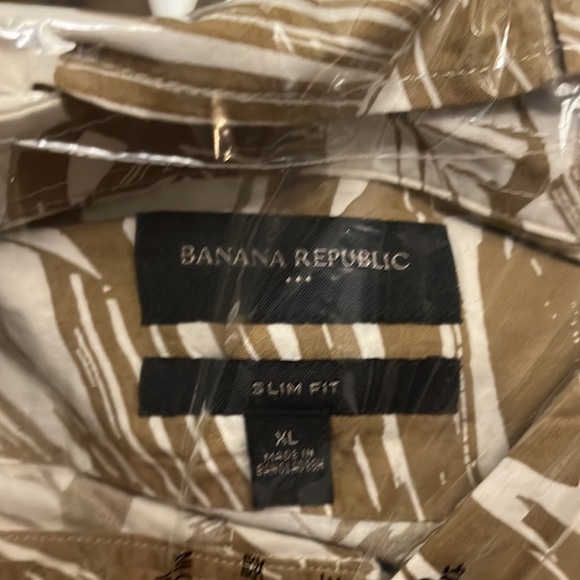 BANANA REPUBLIC
SLIM FIT
XL
MADE IN
BANGLADESH